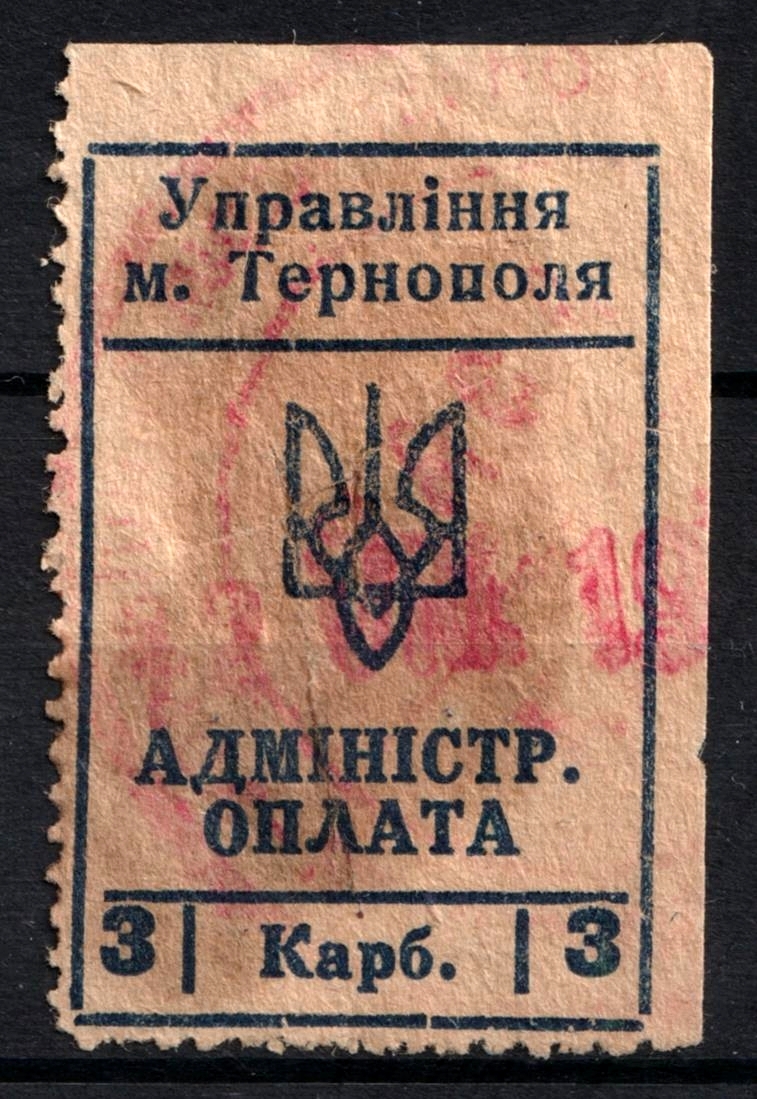 Управління
м. Тернополя
АДМІНІСТР.
ОПЛАТА
3 Карб. 3